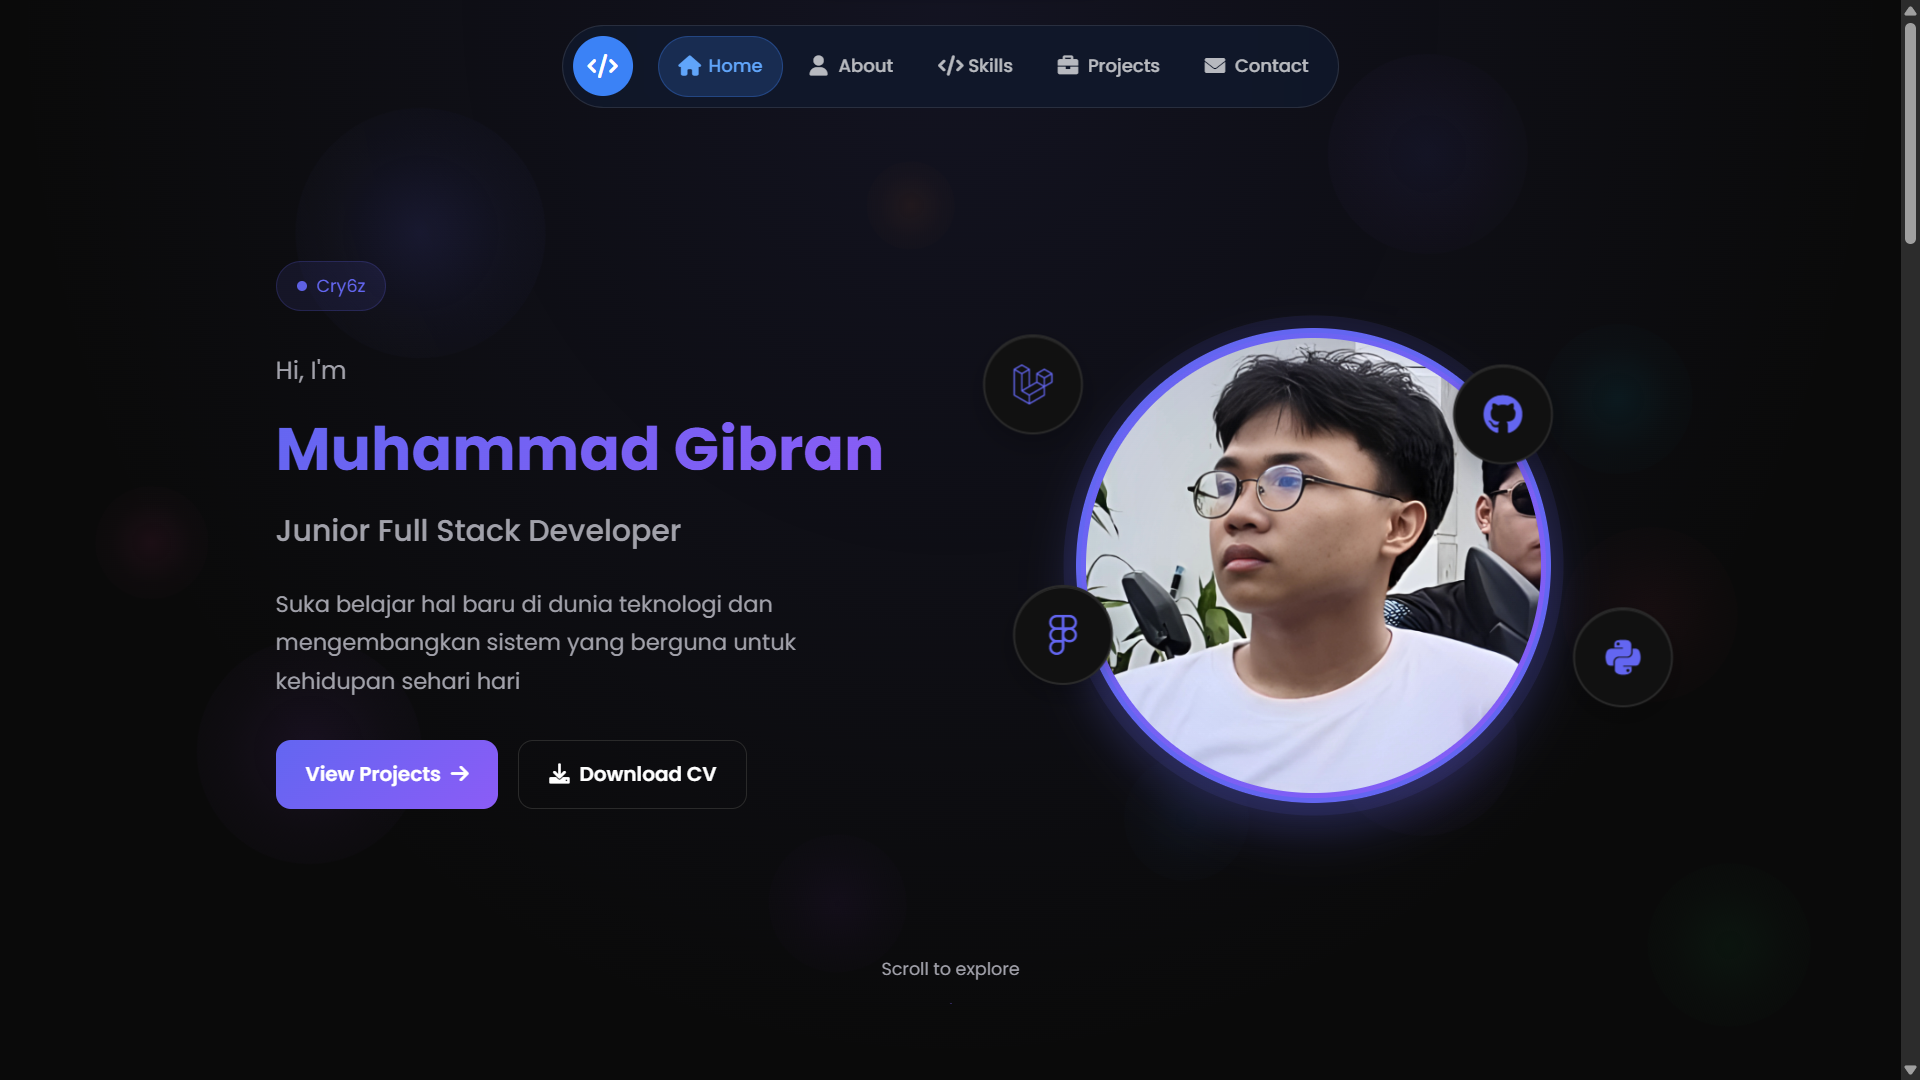 Home
About
Skills
Projects
Contact
Cry6z
Hi, I'm
Muhammad Gibran
Junior Full Stack Developer
Suka belajar hal baru di dunia teknologi dan
mengembangkan sistem yang berguna untuk
kehidupan sehari hari
View Projects
Download CV
Scroll to explore